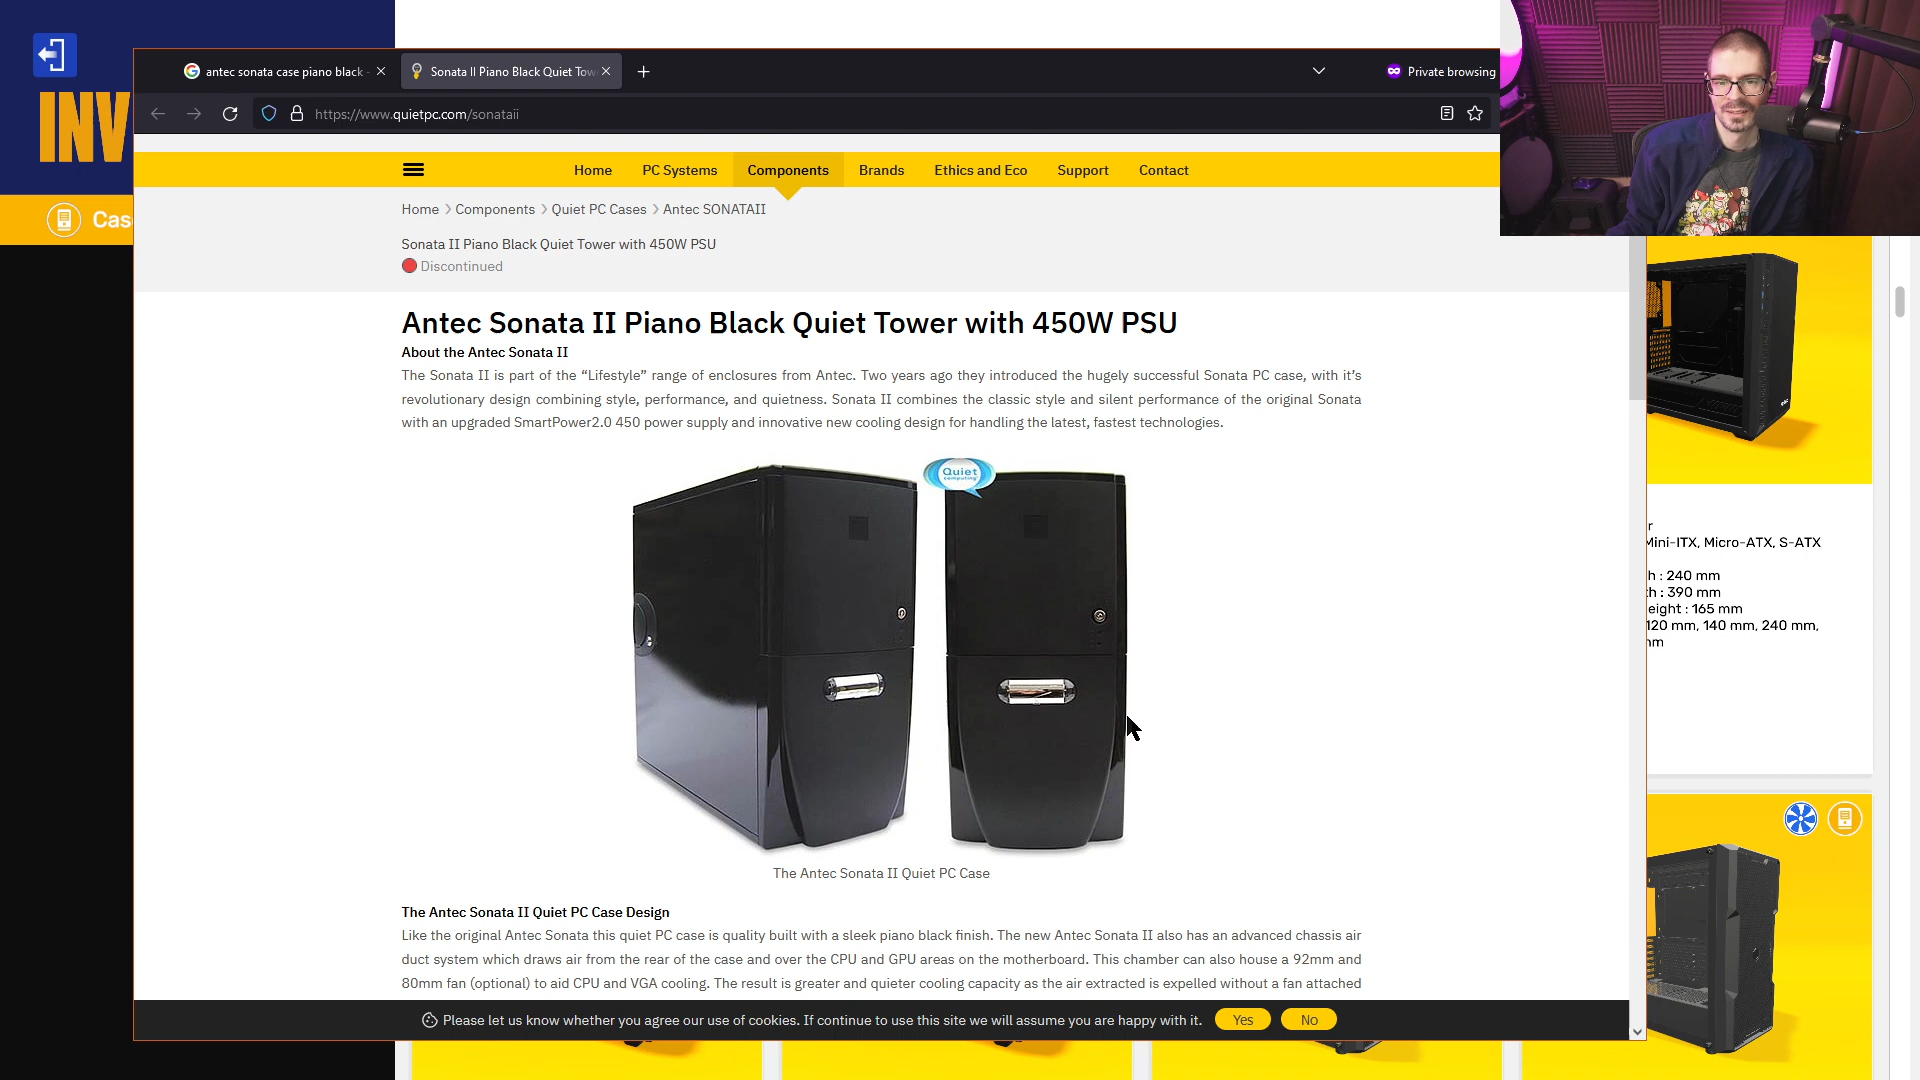 antec sonata case piano black -
Sonata II Piano Black Quiet Tow
Private browsing
https://www.quietpc.com/sonataii
INV
Cas
Home
PC Systems
Components
Brands
Ethics and Eco
Support
Contact
Home > Components > Quiet PC Cases > Antec SONATAII
Sonata II Piano Black Quiet Tower with 450W PSU
Discontinued
Antec Sonata II Piano Black Quiet Tower with 450W PSU
About the Antec Sonata II
The Sonata II is part of the “Lifestyle” range of enclosures from Antec. Two years ago they introduced the hugely successful Sonata PC case, with it’s
revolutionary design combining style, performance, and quietness. Sonata II combines the classic style and silent performance of the original Sonata
with an upgraded SmartPower2.0 450 power supply and innovative new cooling design for handling the latest, fastest technologies.
Quiet
computing
The Antec Sonata II Quiet PC Case
The Antec Sonata II Quiet PC Case Design
Like the original Antec Sonata this quiet PC case is quality built with a sleek piano black finish. The new Antec Sonata II also has an advanced chassis air
duct system which draws air from the rear of the case and over the CPU and GPU areas on the motherboard. This chamber can also house a 92mm and
80mm fan (optional) to aid CPU and VGA cooling. The result is greater and quieter cooling capacity as the air extracted is expelled without a fan attached
Please let us know whether you agree our use of cookies. If continue to use this site we will assume you are happy with it.
Yes
No
r
Mini-ITX, Micro-ATX, S-ATX
h : 240 mm
th : 390 mm
eight : 165 mm
120 mm, 140 mm, 240 mm,
mm